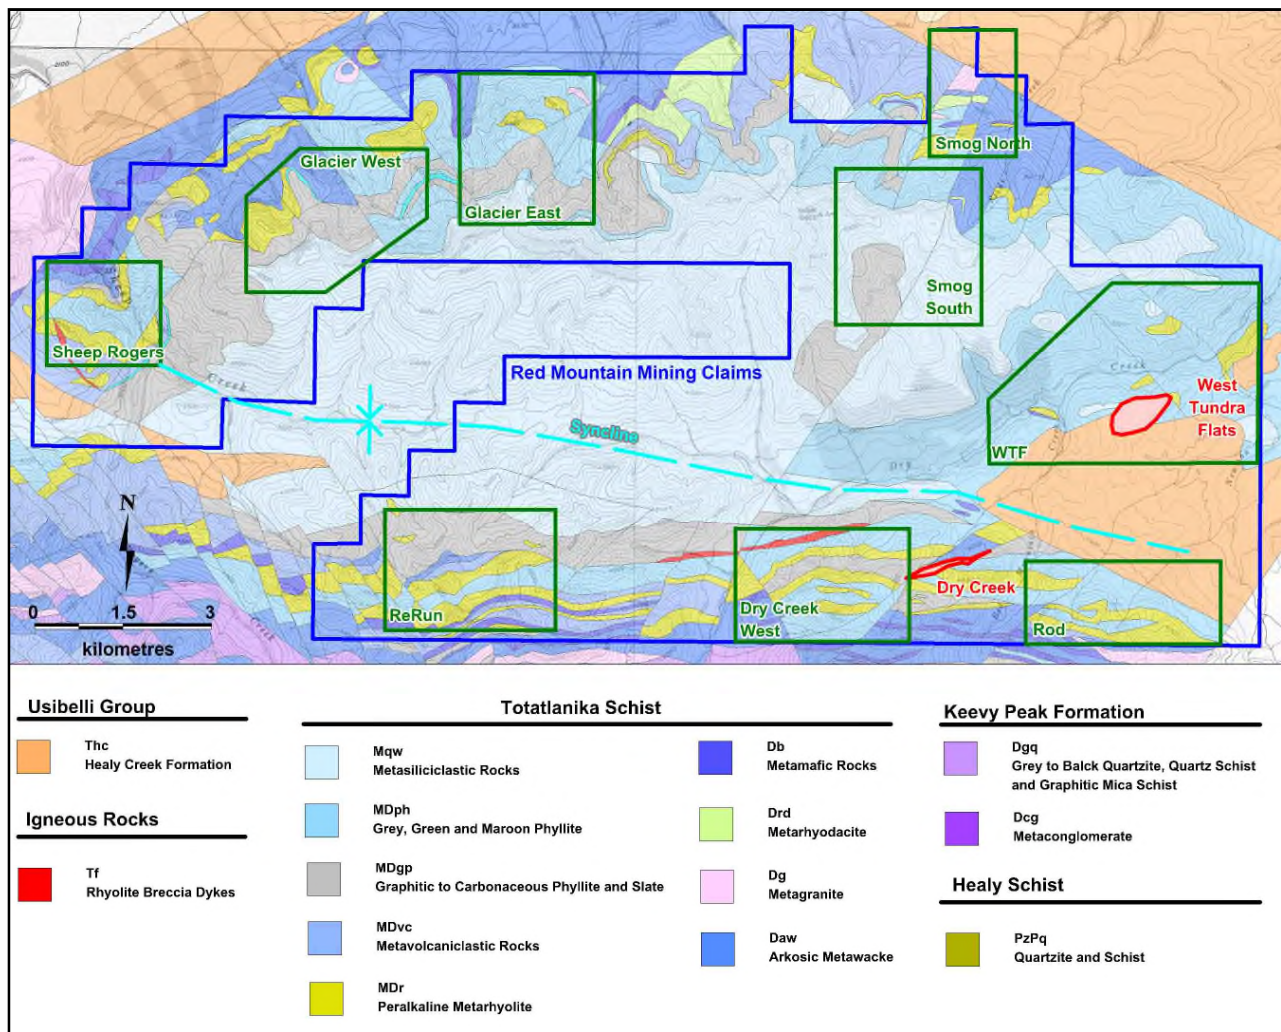 Glacier West
Smog North
Glacier East
Smog
South
Sheep Rogers
Creek
Red Mountain Mining Claims
Creek
West
Tundra
Flats
Syncline
WTF
Dry
N
0 1.5 3
kilometres
ReRun
Dry Creek
West
Dry Creek
Rod
Creek
Creek
Usibelli Group
Thc
Healy Creek Formation
Igneous Rocks
Tf
Rhyolite Breccia Dykes
Totatlanika Schist
Mqw
Metasiliciclastic Rocks
MDph
Grey, Green and Maroon Phyllite
MDgp
Graphitic to Carbonaceous Phyllite and Slate
MDvc
Metavolcaniclastic Rocks
MDr
Peralkaline Metarhyolite
Db
Metamafic Rocks
Drd
Metarhyodacite
Dg
Metagranite
Daw
Arkosic Metawacke
Keevy Peak Formation
Dgq
Grey to Balck Quartzite, Quartz Schist
and Graphitic Mica Schist
Dcg
Metaconglomerate
Healy Schist
PzPq
Quartzite and Schist